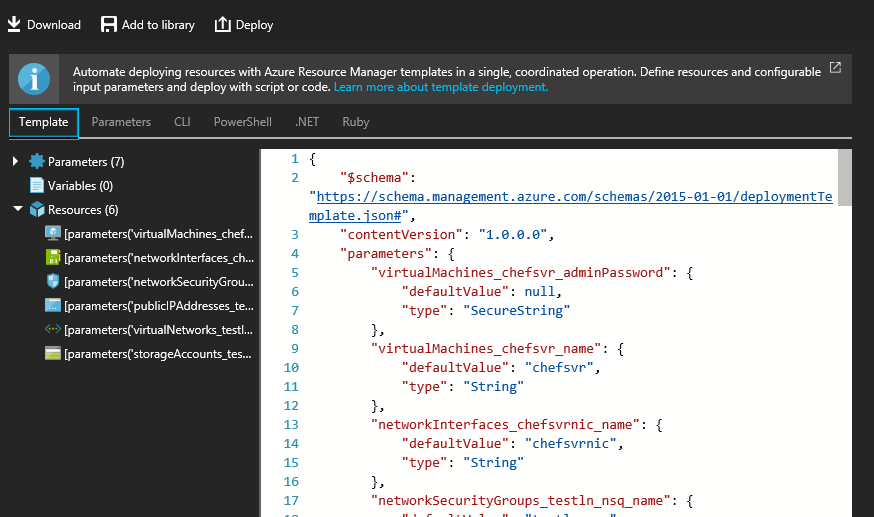 Download Add to library Deploy
Automate deploying resources with Azure Resource Manager templates in a single, coordinated operation. Define resources and configurable
input parameters and deploy with script or code. Learn more about template deployment.
Template Parameters CLI PowerShell .NET Ruby
Parameters (7)
Variables (0)
Resources (6)
[parameters('virtualMachines_chef...
[parameters('networkInterfaces_ch...
[parameters('networkSecurityGrou...
[parameters('publicIPAddresses_te...
[parameters('virtualNetworks_testl...
[parameters('storageAccounts_tes...
1 {
2 "$schema":
"https://schema.management.azure.com/schemas/2015-01-01/deploymentTe
mplate.json#",
3 "contentVersion": "1.0.0.0",
4 "parameters": {
5 "virtualMachines_chefsvr_adminPassword": {
6 "defaultValue": null,
7 "type": "SecureString"
8 },
9 "virtualMachines_chefsvr_name": {
10 "defaultValue": "chefsvr",
11 "type": "String"
12 },
13 "networkInterfaces_chefsvrnic_name": {
14 "defaultValue": "chefsvrnic",
15 "type": "String"
16 },
17 "networkSecurityGroups_testln_nsq_name": {